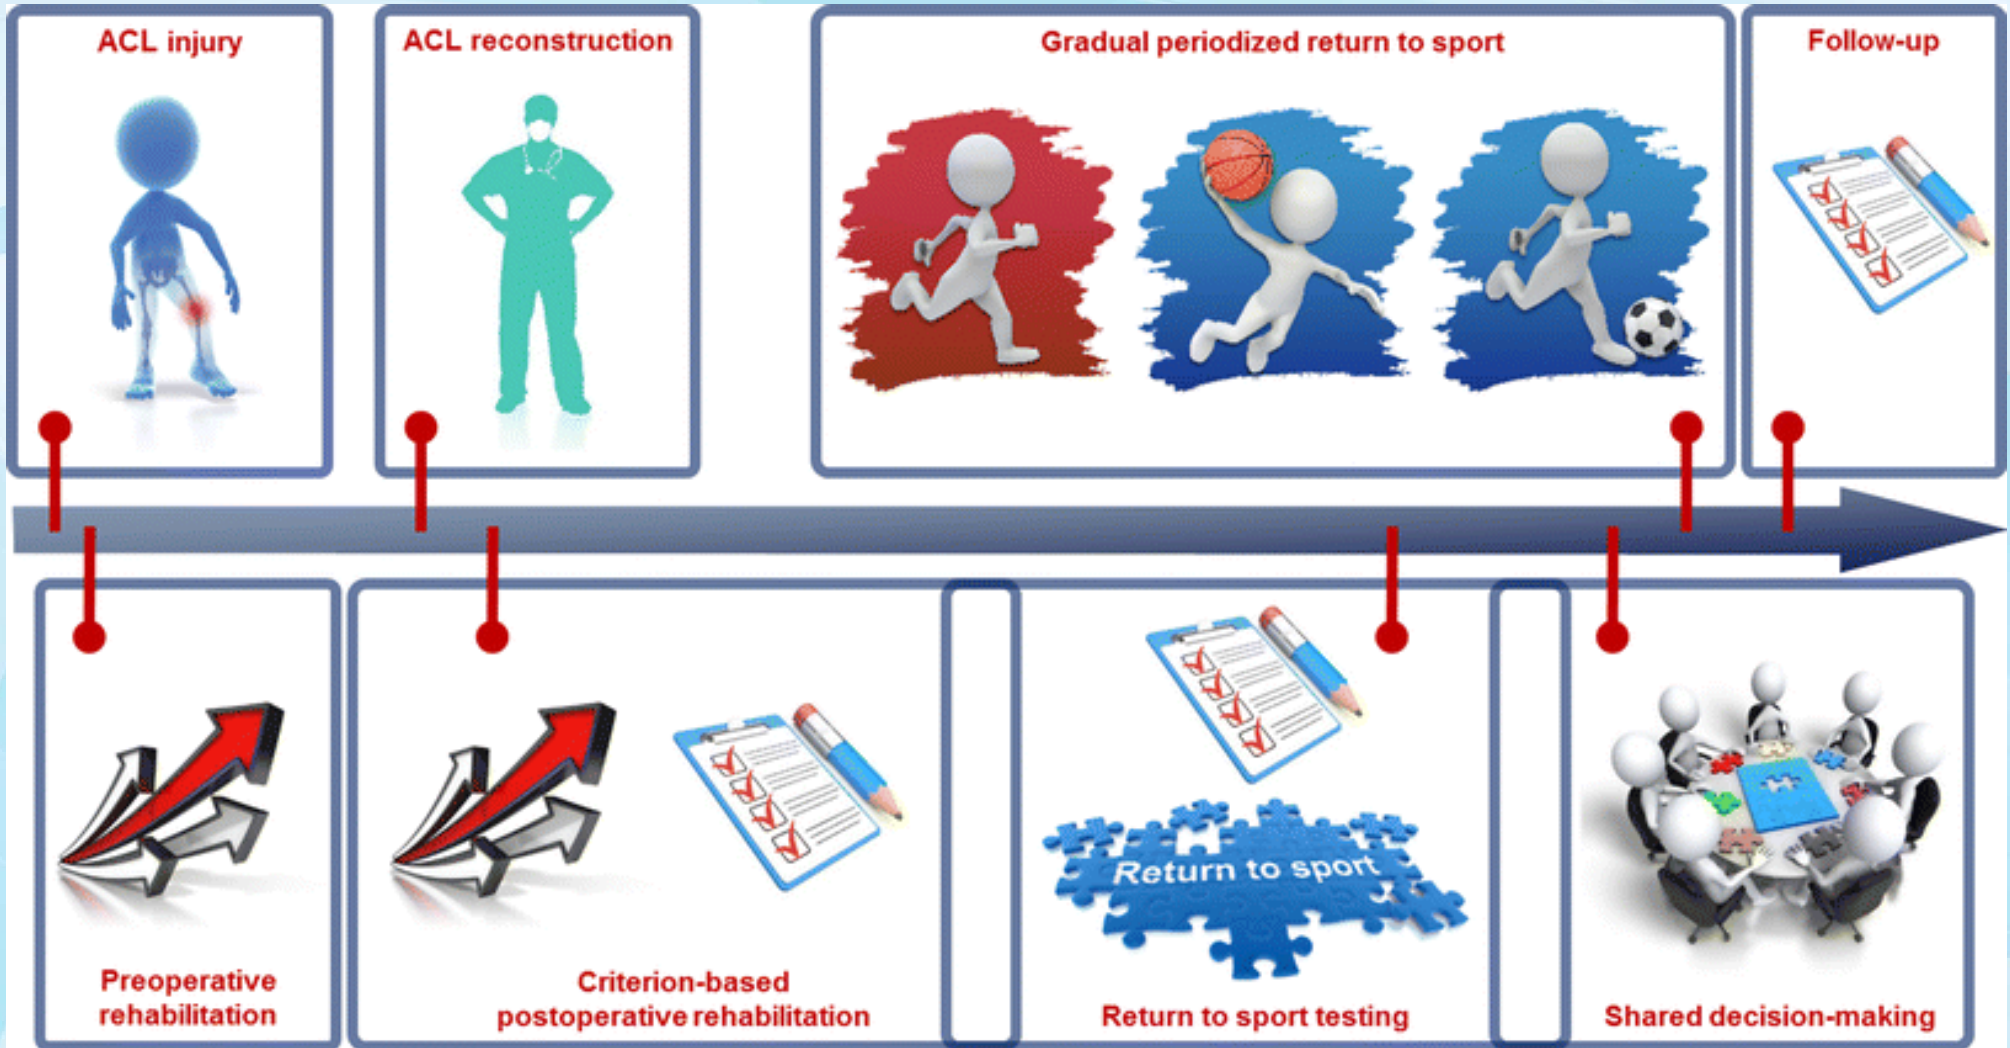 ACL injury
ACL reconstruction
Gradual periodized return to sport
Follow-up
Return to sport
Preoperative
rehabilitation
Criterion-based
postoperative rehabilitation
Return to sport testing
Shared decision-making